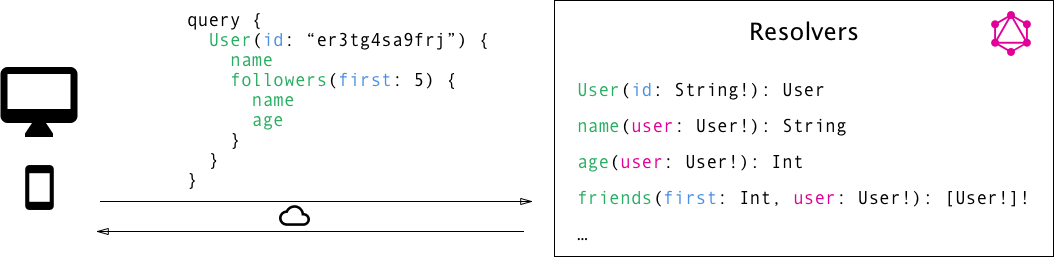 query {
  User(id: “er3tg4sa9frj”) {
    name
    followers(first: 5) {
      name
      age
    }
  }
}
Resolvers
User(id: String!): User
name(user: User!): String
age(user: User!): Int
friends(first: Int, user: User!): [User!]!
…